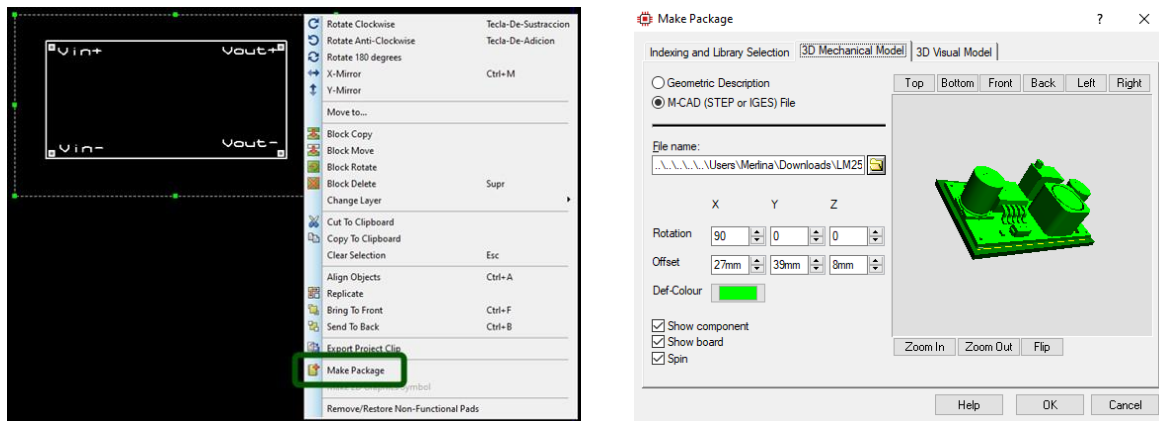 Vin+
Vout+
Vin-
Vout-
Rotate Clockwise Tecla-De-Sustraccion
Rotate Anti-Clockwise Tecla-De-Adicion
Rotate 180 degrees
X-Mirror Ctrl+M
Y-Mirror
Move to...
Block Copy
Block Move
Block Rotate
Block Delete Supr
Change Layer
Cut To Clipboard
Copy To Clipboard
Clear Selection Esc
Align Objects Ctrl+A
Replicate
Bring To Front Ctrl+F
Send To Back Ctrl+B
Export Project Clip
Make Package
Make 2D Graphics Symbol
Remove/Restore Non-Functional Pads
Make Package ? ×
Indexing and Library Selection 3D Mechanical Model 3D Visual Model
Geometric Description
M-CAD (STEP or IGES) File
File name:
..\..\..\..\..\Users\Merlina\Downloads\LM25
X Y Z
Rotation 90 0 0
Offset 27mm 39mm 8mm
Def-Colour
Show component
Show board
Spin
Top Bottom Front Back Left Right
Zoom In Zoom Out Flip
Help OK Cancel